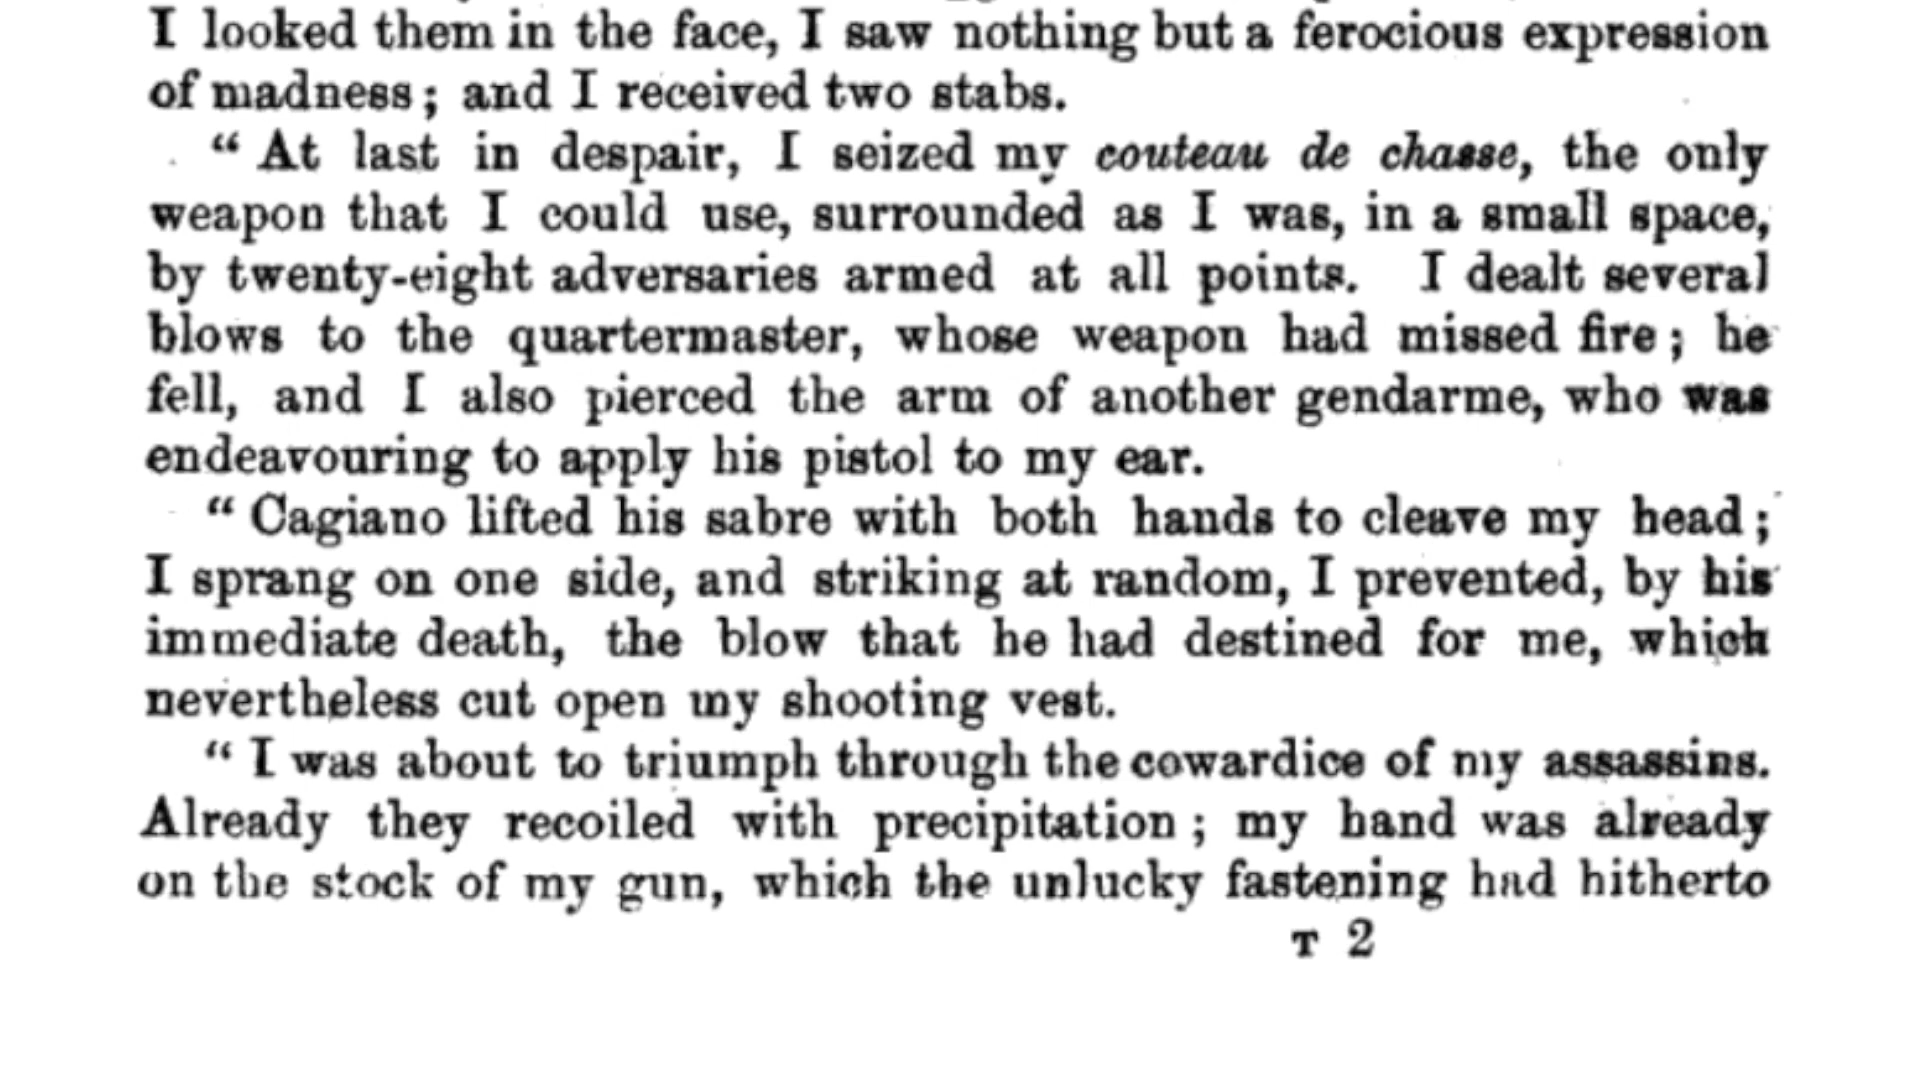 I looked them in the face, I saw nothing but a ferocious expression
of madness; and I received two stabs.
“ At last in despair, I seized my couteau de chasse, the only
weapon that I could use, surrounded as I was, in a small space,
by twenty-eight adversaries armed at all points. I dealt several
blows to the quartermaster, whose weapon had missed fire; he
fell, and I also pierced the arm of another gendarme, who was
endeavouring to apply his pistol to my ear.
“ Cagiano lifted his sabre with both hands to cleave my head;
I sprang on one side, and striking at random, I prevented, by his
immediate death, the blow that he had destined for me, which
nevertheless cut open my shooting vest.
“ I was about to triumph through the cowardice of my assassins.
Already they recoiled with precipitation; my hand was already
on the stock of my gun, which the unlucky fastening had hitherto
T 2